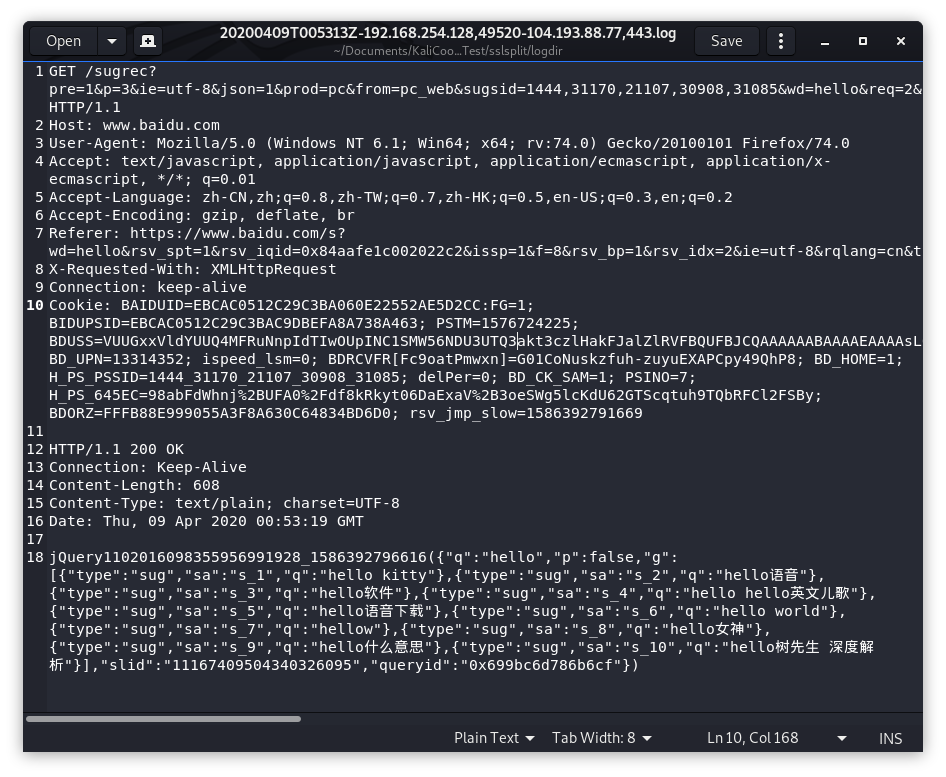 Open
20200409T005313Z-192.168.254.128,49520-104.193.88.77,443.log
~/Documents/KaliCoo…Test/sslsplit/logdir
Save
1 GET /sugrec?
pre=1&p=3&ie=utf-8&json=1&prod=pc&from=pc_web&sugsid=1444,31170,21107,30908,31085&wd=hello&req=2&
HTTP/1.1
2 Host: www.baidu.com
3 User-Agent: Mozilla/5.0 (Windows NT 6.1; Win64; x64; rv:74.0) Gecko/20100101 Firefox/74.0
4 Accept: text/javascript, application/javascript, application/ecmascript, application/x-
ecmascript, */*; q=0.01
5 Accept-Language: zh-CN,zh;q=0.8,zh-TW;q=0.7,zh-HK;q=0.5,en-US;q=0.3,en;q=0.2
6 Accept-Encoding: gzip, deflate, br
7 Referer: https://www.baidu.com/s?
wd=hello&rsv_spt=1&rsv_iqid=0x84aafe1c002022c2&issp=1&f=8&rsv_bp=1&rsv_idx=2&ie=utf-8&rqlang=cn&t
8 X-Requested-With: XMLHttpRequest
9 Connection: keep-alive
10 Cookie: BAIDUID=EBCAC0512C29C3BA060E22552AE5D2CC:FG=1;
BIDUPSID=EBCAC0512C29C3BAC9DBEFA8A738A463; PSTM=1576724225;
BDUSS=VUUGxxVldYUUQ4MFRuNnpIdTIwOUpINC1SMW56NDU3UTQ3akt3czlHakFJalZlRVFBQUFBJCQAAAAAABAAAAEAAAAsL
BD_UPN=13314352; ispeed_lsm=0; BDRCVFR[Fc9oatPmwxn]=G01CoNuskzfuh-zuyuEXAPCpy49QhP8; BD_HOME=1;
H_PS_PSSID=1444_31170_21107_30908_31085; delPer=0; BD_CK_SAM=1; PSINO=7;
H_PS_645EC=98abFdWhnj%2BUFA0%2Fdf8kRkyt06DaExaV%2B3oeSWg5lcKdU62GTScqtuh9TQbRFCl2FSBy;
BDORZ=FFFB88E999055A3F8A630C64834BD6D0; rsv_jmp_slow=1586392791669
11
12 HTTP/1.1 200 OK
13 Connection: Keep-Alive
14 Content-Length: 608
15 Content-Type: text/plain; charset=UTF-8
16 Date: Thu, 09 Apr 2020 00:53:19 GMT
17
18 jQuery1102016098355956991928_1586392796616({"q":"hello","p":false,"g":
[{"type":"sug","sa":"s_1","q":"hello kitty"},{"type":"sug","sa":"s_2","q":"hello语音"},
{"type":"sug","sa":"s_3","q":"hello软件"},{"type":"sug","sa":"s_4","q":"hello hello英文儿歌"},
{"type":"sug","sa":"s_5","q":"hello语音下载"},{"type":"sug","sa":"s_6","q":"hello world"},
{"type":"sug","sa":"s_7","q":"hellow"},{"type":"sug","sa":"s_8","q":"hello女神"},
{"type":"sug","sa":"s_9","q":"hello什么意思"},{"type":"sug","sa":"s_10","q":"hello树先生 深度解
析"}],"slid":"11167409504340326095","queryid":"0x699bc6d786b6cf"})
Plain Text Tab Width: 8 Ln 10, Col 168 INS